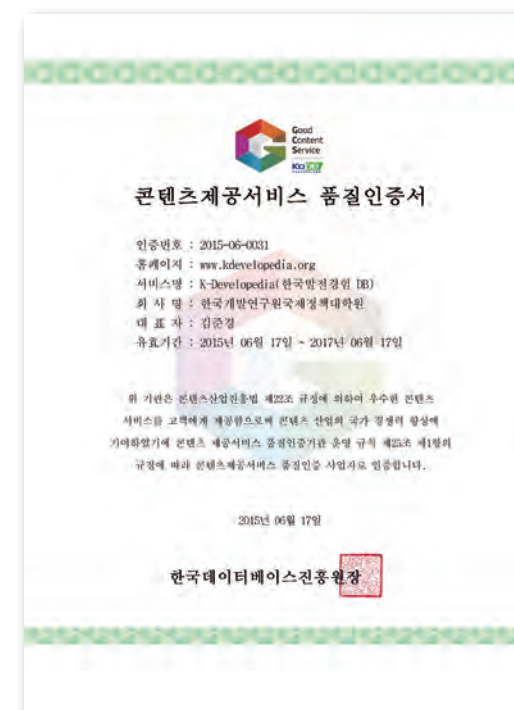 Good
Content
Service
콘텐츠제공서비스 품질인증서
인증번호 : 2015-06-0031
홈페이지 : www.kdevelopedia.org
서비스명 : K-Developedia(한국발전경험 DB)
회 사 명 : 한국개발연구원국제정책대학원
대 표 자 : 김준경
유효기간 : 2015년 06월 17일 ~ 2017년 06월 17일
위 기관은 콘텐츠산업진흥법 제22조 규정에 의하여 우수한 콘텐츠
서비스를 고객에게 제공함으로써 콘텐츠 산업의 국가 경쟁력 향상에
기여하였기에 콘텐츠 제공서비스 품질인증기관 운영 규칙 제25조 제1항의
규정에 따라 콘텐츠제공서비스 품질인증 사업자로 인증합니다.
2015년 06월 17일
한국데이터베이스진흥원장